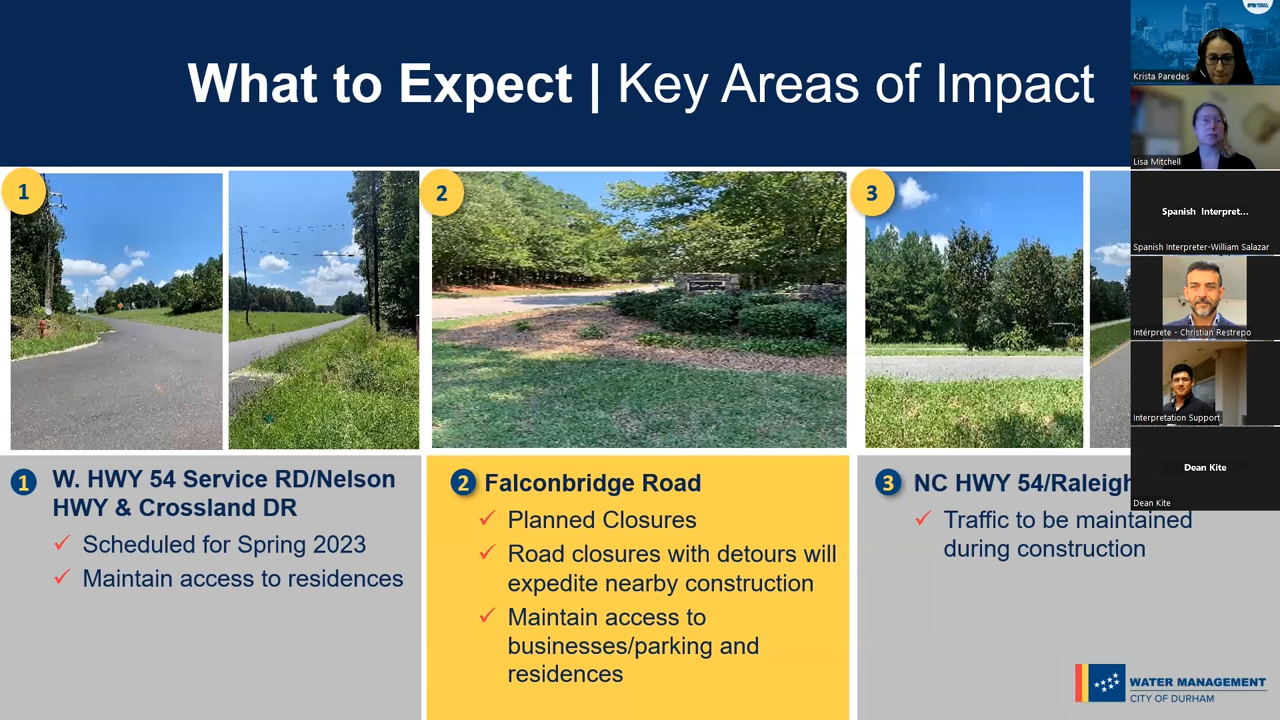 What to Expect | Key Areas of Impact
1
2
3
1 W. HWY 54 Service RD/Nelson
HWY & Crossland DR
Scheduled for Spring 2023
Maintain access to residences
2 Falconbridge Road
Planned Closures
Road closures with detours will
expedite nearby construction
Maintain access to
businesses/parking and
residences
3 NC HWY 54/Raleigh
Traffic to be maintained
during construction
WATER MANAGEMENT
CITY OF DURHAM
Krista Paredes
Lisa Mitchell
Spanish Interpret...
Spanish Interpreter-William Salazar
Intérprete - Christian Restrepo
Interpretation Support
Dean Kite
Dean Kite